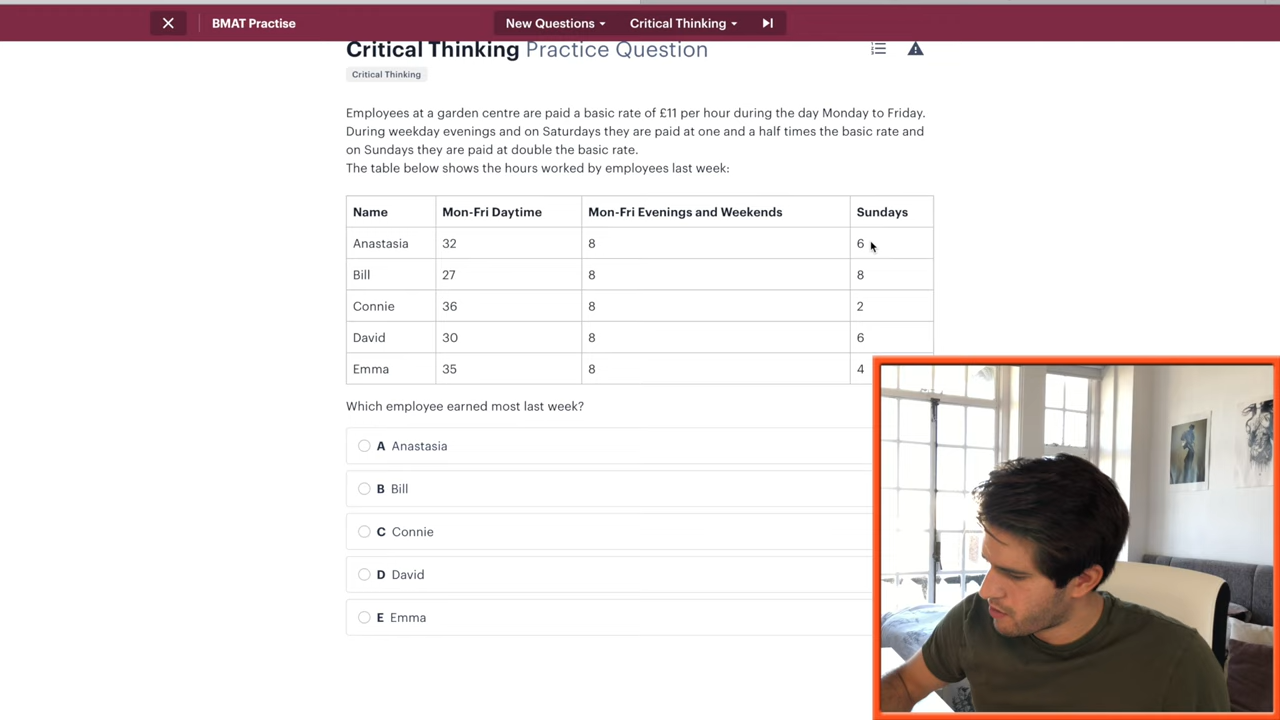 BMAT Practise
New Questions
Critical Thinking
Critical Thinking Practice Question
Critical Thinking
Employees at a garden centre are paid a basic rate of £11 per hour during the day Monday to Friday.
During weekday evenings and on Saturdays they are paid at one and a half times the basic rate and
on Sundays they are paid at double the basic rate.
The table below shows the hours worked by employees last week:
Name Mon-Fri Daytime Mon-Fri Evenings and Weekends Sundays
Anastasia 32 8 6
Bill 27 8 8
Connie 36 8 2
David 30 8 6
Emma 35 8 4
Which employee earned most last week?
A Anastasia
B Bill
C Connie
D David
E Emma